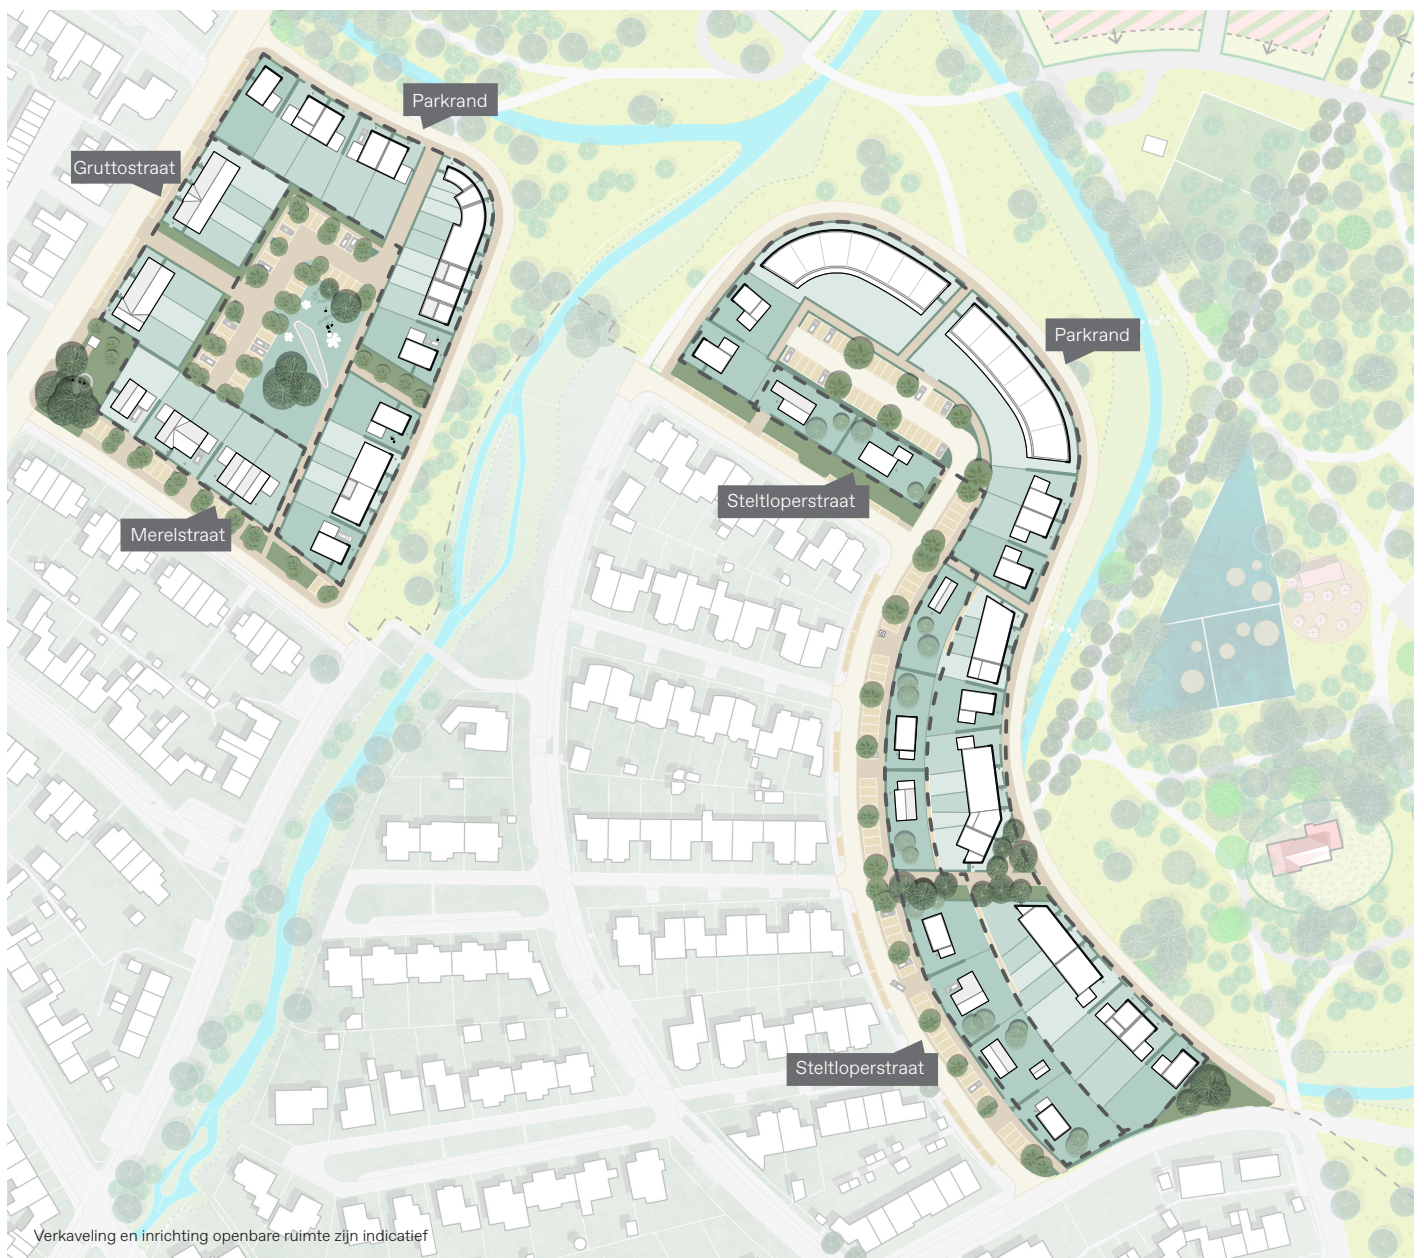 Parkrand
Gruttostraat
Parkrand
Steltloperstraat
Merelstraat
Steltloperstraat
Verkaveling en inrichting openbare ruimte zijn indicatief